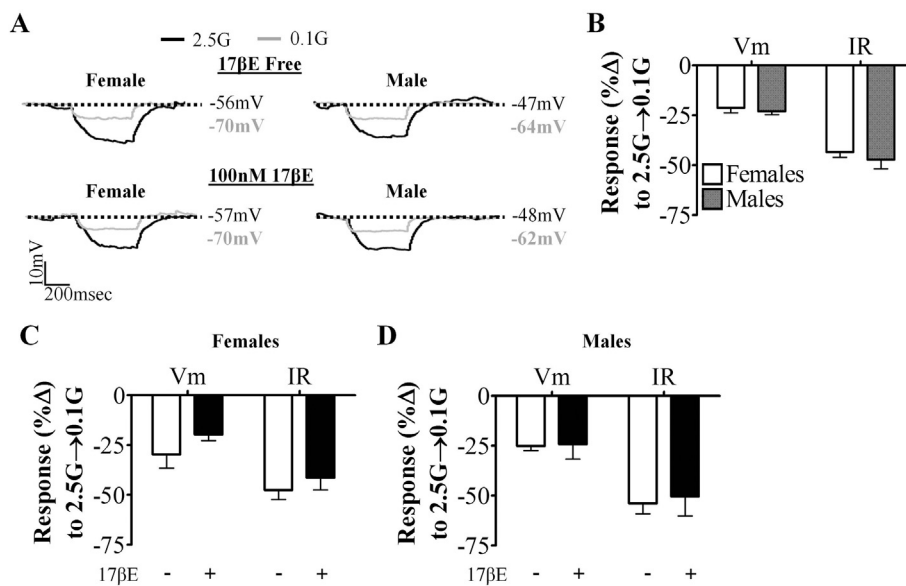 A
2.5G 0.1G
17βE Free
Female Male
-56mV
-70mV
-47mV
-64mV
100nM 17βE
Female Male
-57mV
-70mV
-48mV
-62mV
10mV
200msec
B
Vm IR
Response (%Δ)
to 2.5G→0.1G
0
-25
-50
-75
Females
Males
C
Females
Vm IR
Response (%Δ)
to 2.5G→0.1G
0
-25
-50
-75
17βE - + - +
D
Males
Vm IR
Response (%Δ)
to 2.5G→0.1G
0
-25
-50
-75
17βE - + - +